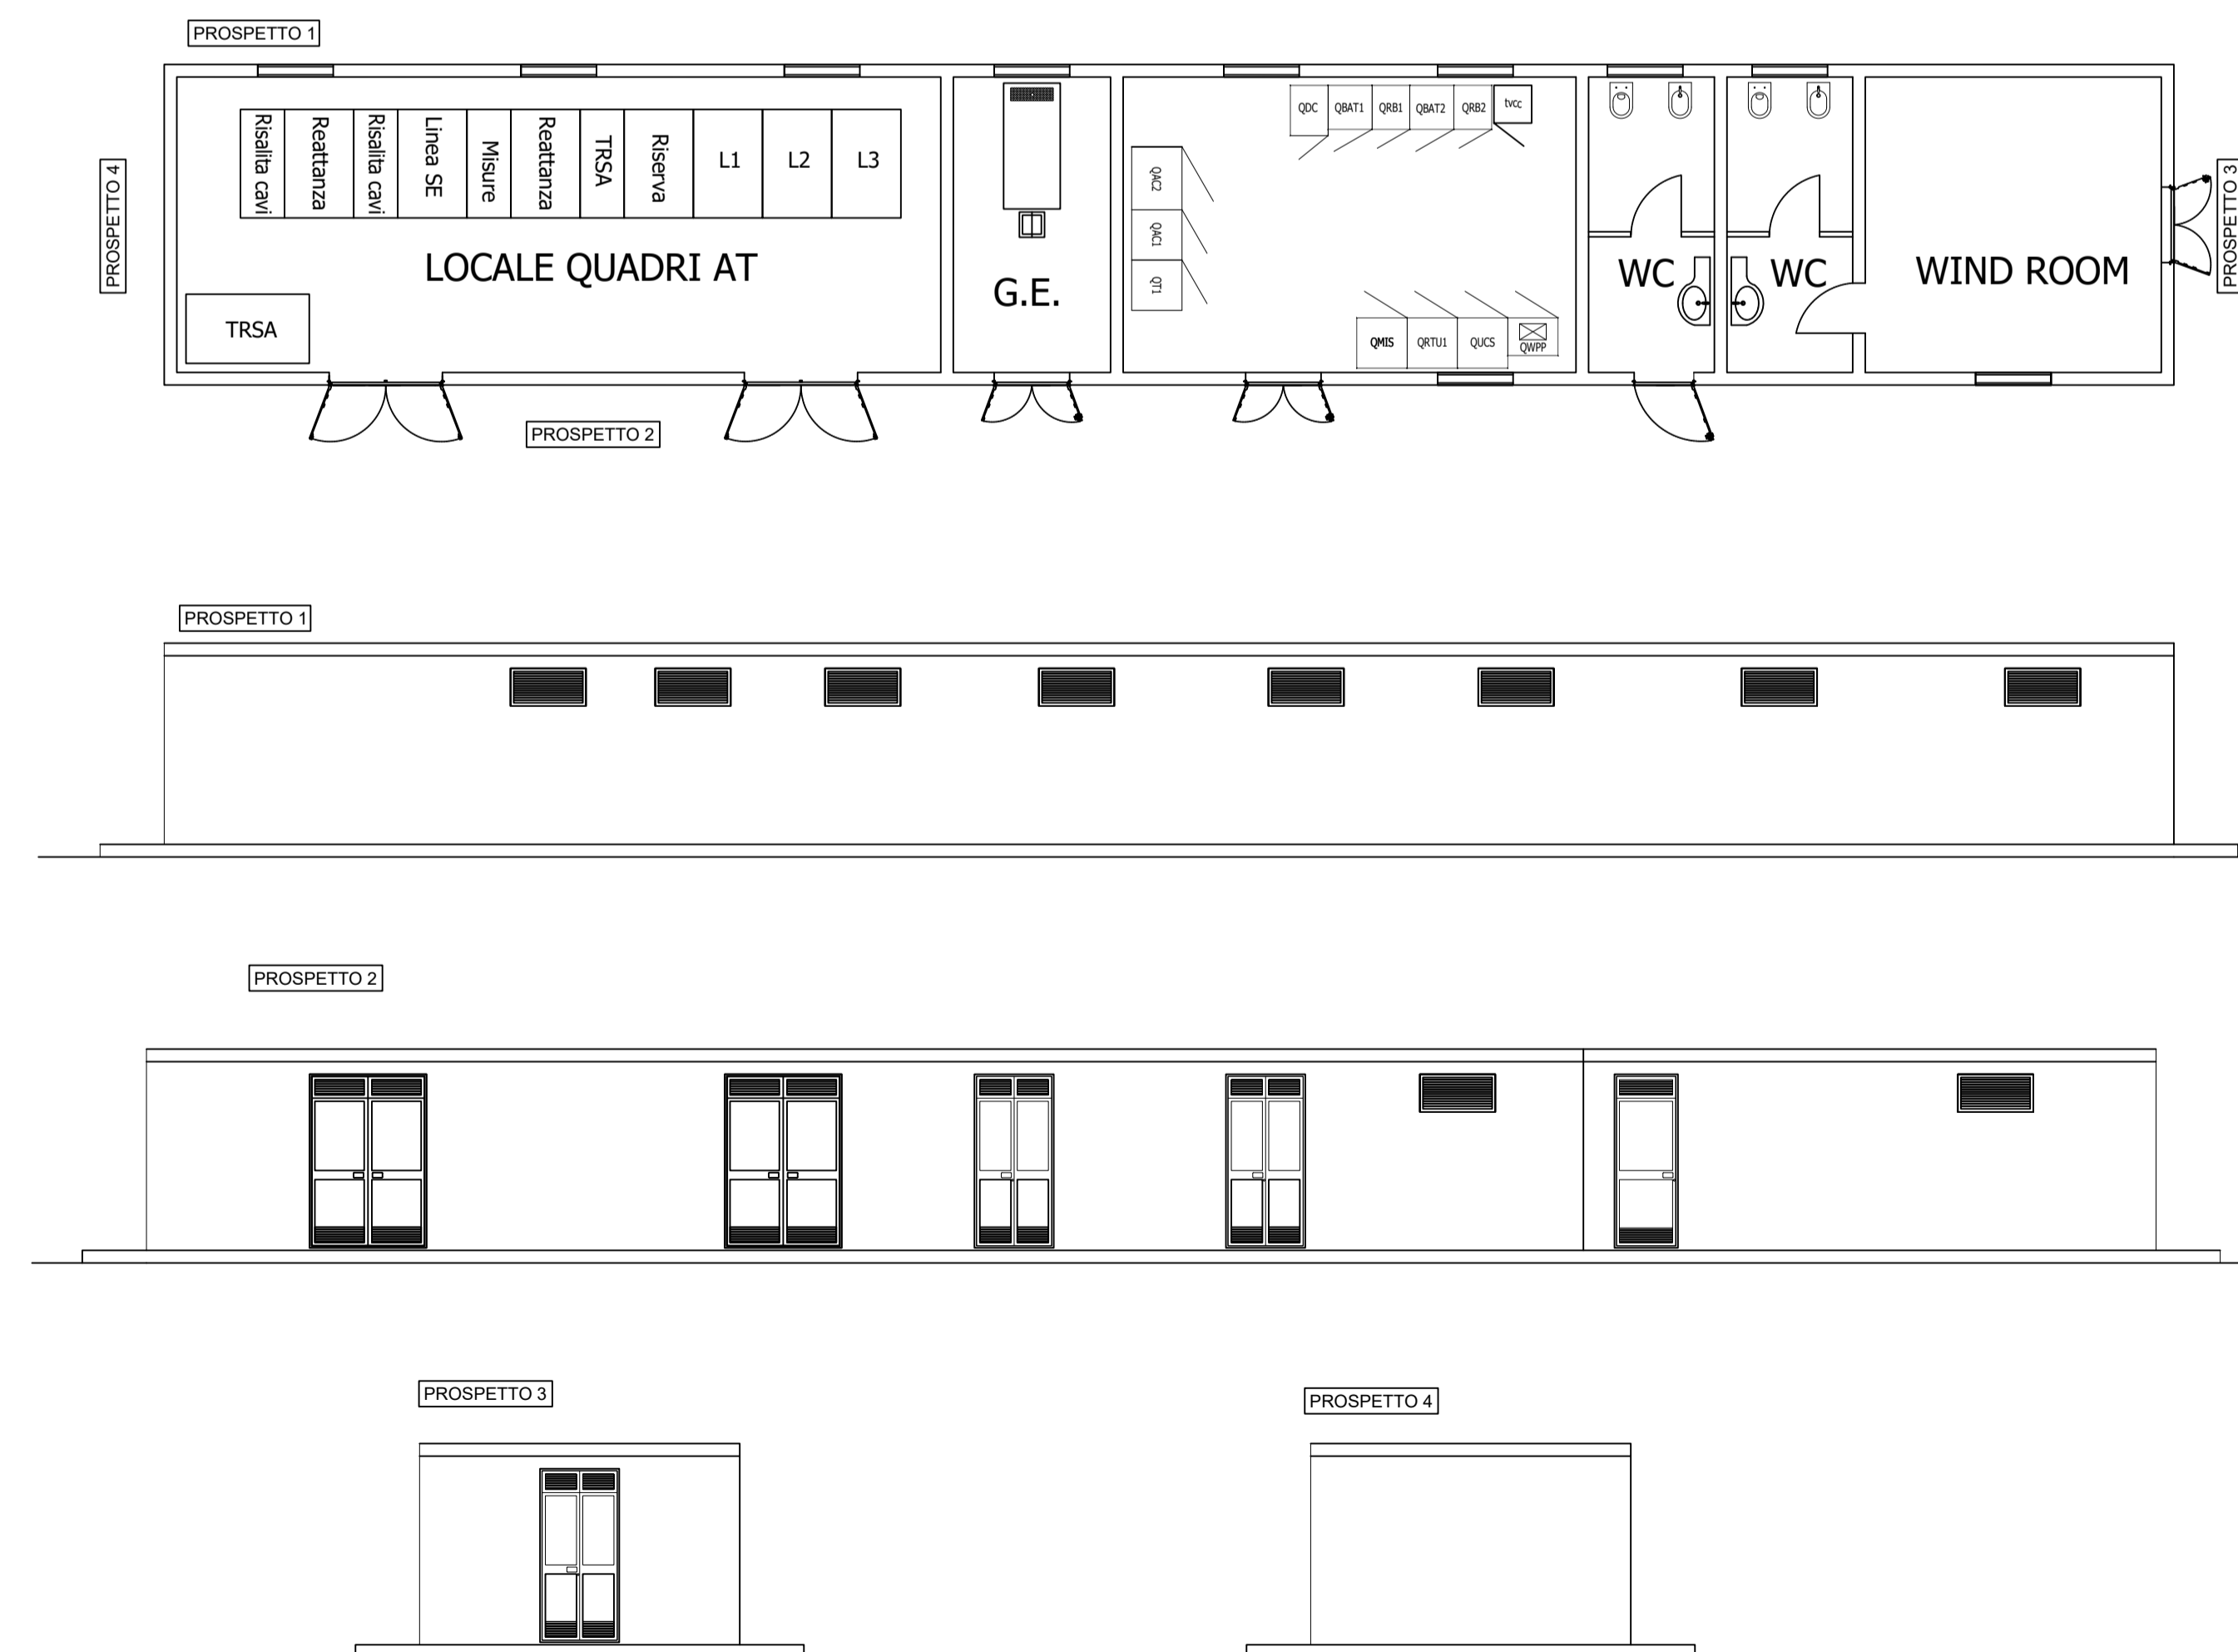 PROSPETTO 1
PROSPETTO 4
Risalita cavi
Reattanza
Risalita cavi
Linea SE
Misure
Reattanza
TRSA
Riserva
L1
L2
L3
LOCALE QUADRI AT
TRSA
G.E.
QDC
QBAT1
QRB1
QBAT2
QRB2
tvcc
QAC2
QAC1
QT1
QMIS
QRTU1
QUCS
QWPP
WC
WC
WIND ROOM
PROSPETTO 3
PROSPETTO 2
PROSPETTO 1
PROSPETTO 2
PROSPETTO 3
PROSPETTO 4